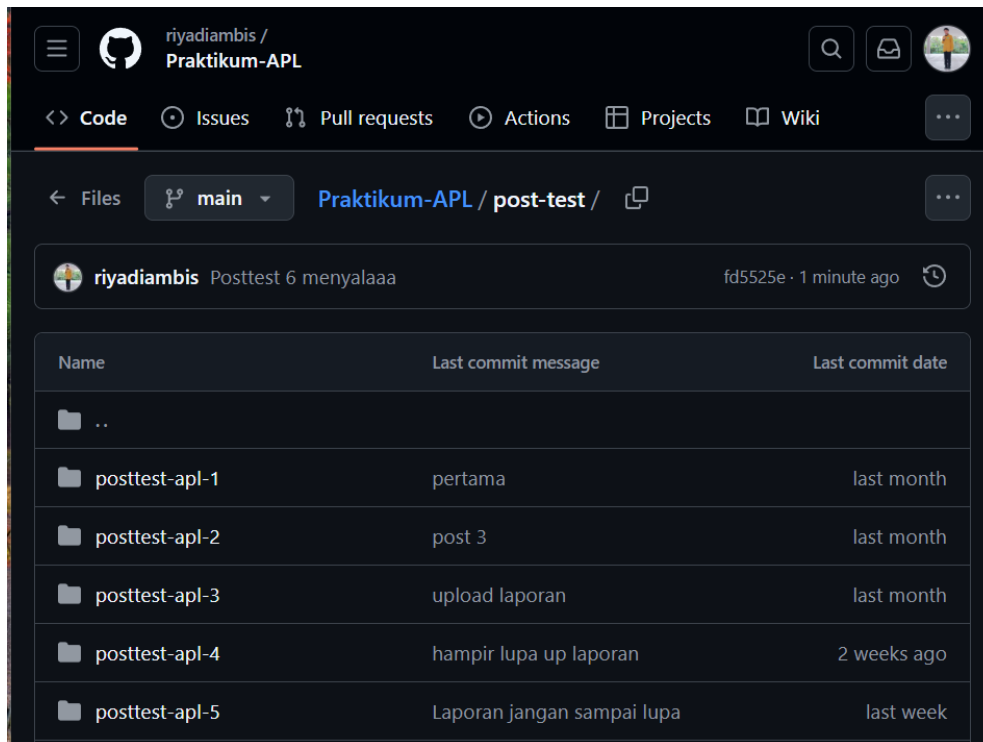 riyadiambis /
Praktikum-APL
Code Issues Pull requests Actions Projects Wiki
Files main Praktikum-APL / post-test /
riyadiambis Posttest 6 menyalaaa fd5525e · 1 minute ago
Name Last commit message Last commit date
..
posttest-apl-1 pertama last month
posttest-apl-2 post 3 last month
posttest-apl-3 upload laporan last month
posttest-apl-4 hampir lupa up laporan 2 weeks ago
posttest-apl-5 Laporan jangan sampai lupa last week